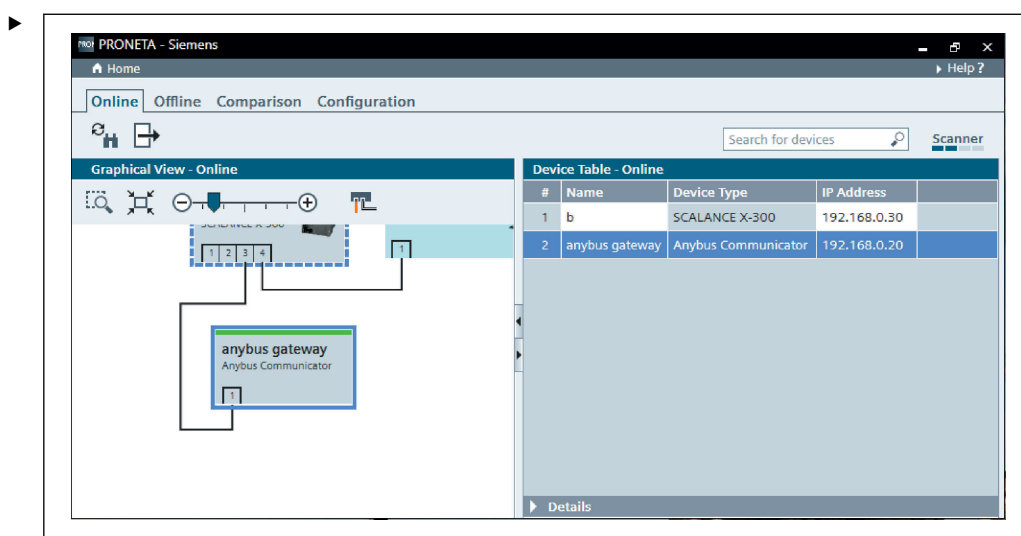 PRONETA - Siemens
Home
Help ?
Online Offline Comparison Configuration
Search for devices
Scanner
Graphical View - Online
SCALANCE X-300
1 2 3 4
1
anybus gateway
Anybus Communicator
1
Device Table - Online
# Name Device Type IP Address
1 b SCALANCE X-300 192.168.0.30
2 anybus gateway Anybus Communicator 192.168.0.20
Details